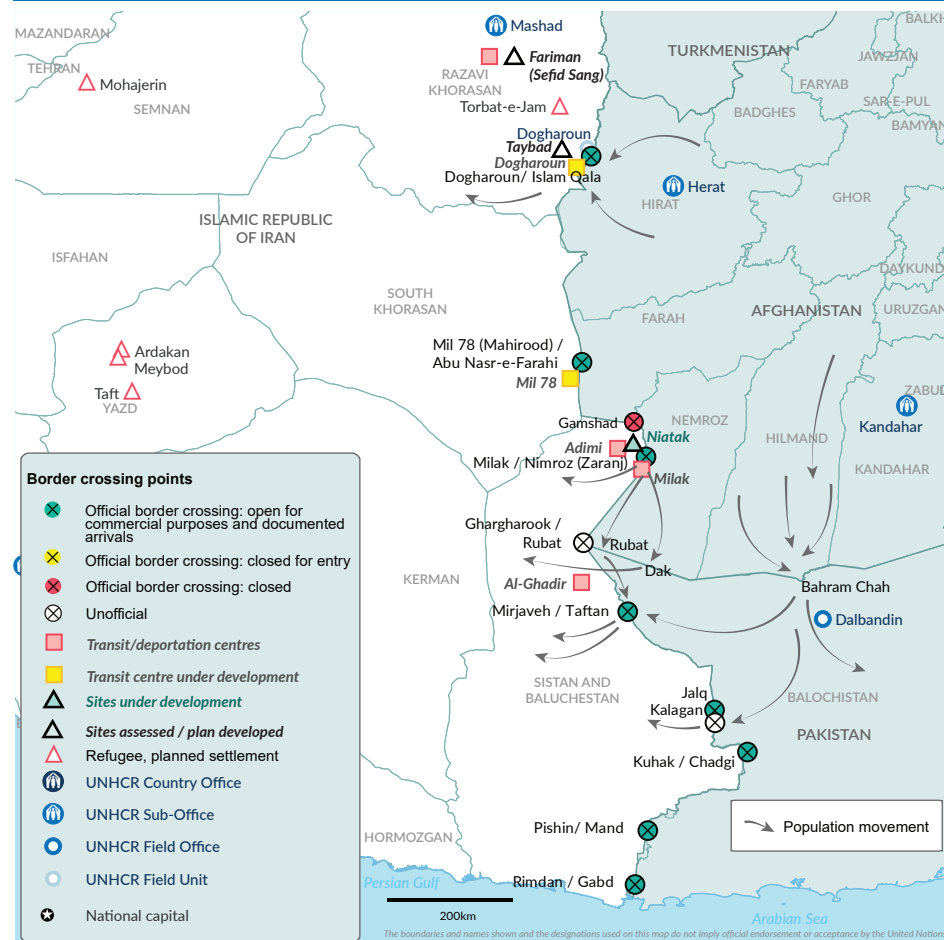 MAZANDARAN
TEHRAN
Mohajerin
SEMNAN
Mashad
Fariman
(Sefid Sang)
RAZAVI
KHORASAN
Torbat-e-Jam
Dogharoun
Taybad
Dogharoun
Dogharoun/ Islam Qala
TURKMENISTAN
BALKH
JAWZJAN
FARYAB
SAR-E-PUL
BADGHES
BAMYAN
Herat
HIRAT
GHOR
ISLAMIC REPUBLIC
OF IRAN
ISFAHAN
DAYKUND
SOUTH
KHORASAN
FARAH
AFGHANISTAN
URUZGAN
Mil 78 (Mahirood) /
Abu Nasr-e-Farahi
Mil 78
Ardakan
Meybod
Taft
YAZD
ZABUL
Kandahar
Gamshad
NEMROZ
Niatak
Adimi
Milak / Nimroz (Zaranj)
Milak
HILMAND
KANDAHAR
Ghargharook /
Rubat
Rubat
Dak
KERMAN
Al-Ghadir
Bahram Chah
Mirjaveh / Taftan
Dalbandin
SISTAN AND
BALUCHESTAN
Jalq
Kalagan
BALOCHISTAN
PAKISTAN
Kuhak / Chadgi
HORMOZGAN
Pishin/ Mand
Persian Gulf
Rimdan / Gabd
Arabian Sea
Border crossing points
Official border crossing: open for
commercial purposes and documented
arrivals
Official border crossing: closed for entry
Official border crossing: closed
Unofficial
Transit/deportation centres
Transit centre under development
Sites under development
Sites assessed / plan developed
Refugee, planned settlement
UNHCR Country Office
UNHCR Sub-Office
UNHCR Field Office
UNHCR Field Unit
National capital
Population movement
200km
The boundaries and names shown and the designations used on this map do not imply official endorsement or acceptance by the United Nations